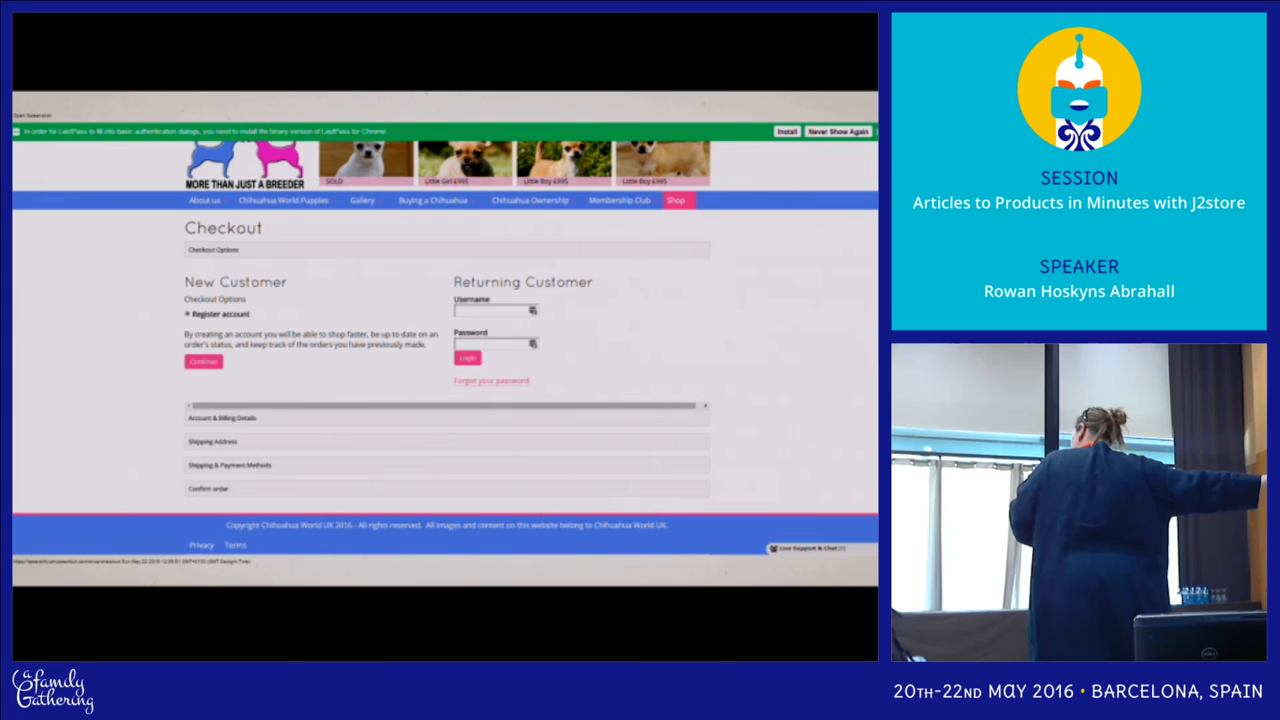 Open Screenshot
In order for LastPass to fill into basic authentication dialogs, you need to install the binary version of LastPass for Chrome.
Install
Never Show Again
MORE THAN JUST A BREEDER
SOLD
Little Girl £995
Little Boy £995
Little Boy £995
About us
Chihuahua World Puppies
Gallery
Buying a Chihuahua
Chihuahua Ownership
Membership Club
Shop
Checkout
Checkout Options
New Customer
Checkout Options
Register account
By creating an account you will be able to shop faster, be up to date on an
order's status, and keep track of the orders you have previously made.
Continue
Returning Customer
Username
Password
Login
Forgot your password
Account & Billing Details
Shipping Address
Shipping & Payment Methods
Confirm order
Copyright Chihuahua World UK 2016 - All rights reserved. All images and content on this website belong to Chihuahua World UK.
Privacy
Terms
Live Support & Chat
SESSION
Articles to Products in Minutes with J2store
SPEAKER
Rowan Hoskyns Abrahall
DELL
a family
Gathering
20TH-22ND MAY 2016 • BARCELONA, SPAIN